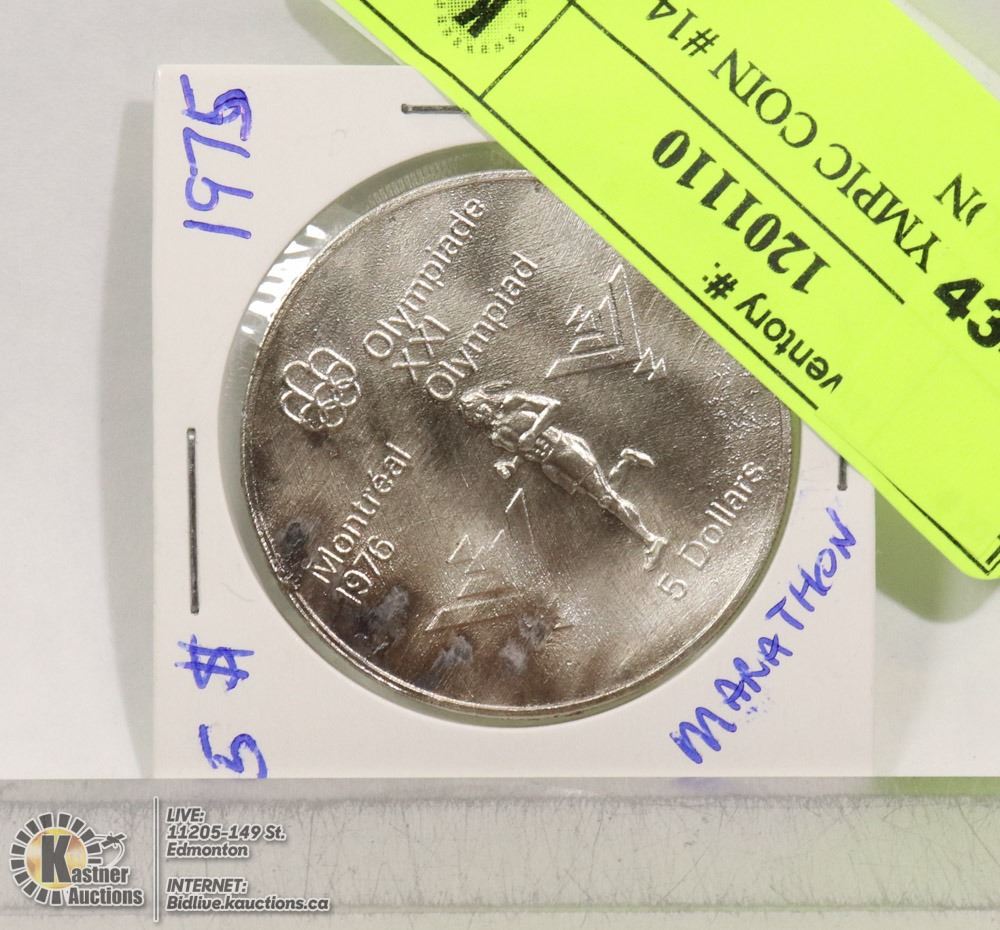 1975
5 $
MARATHON
Olympiade
XXI
Olympiad
Montréal
1976
5 Dollars
YMPIC COIN #14
ON
1201110
ventory #:
43
K
LIVE:
11205-149 St.
Edmonton
INTERNET:
Bidlive.kauctions.ca
Kastner
Auctions